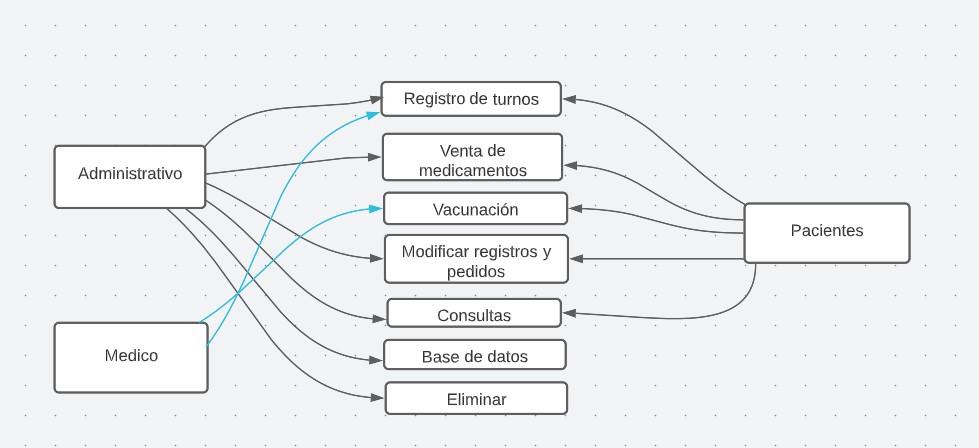 Registro de turnos
Venta de
medicamentos
Administrativo
Vacunación
Pacientes
Modificar registros y
pedidos
Consultas
Medico
Base de datos
Eliminar